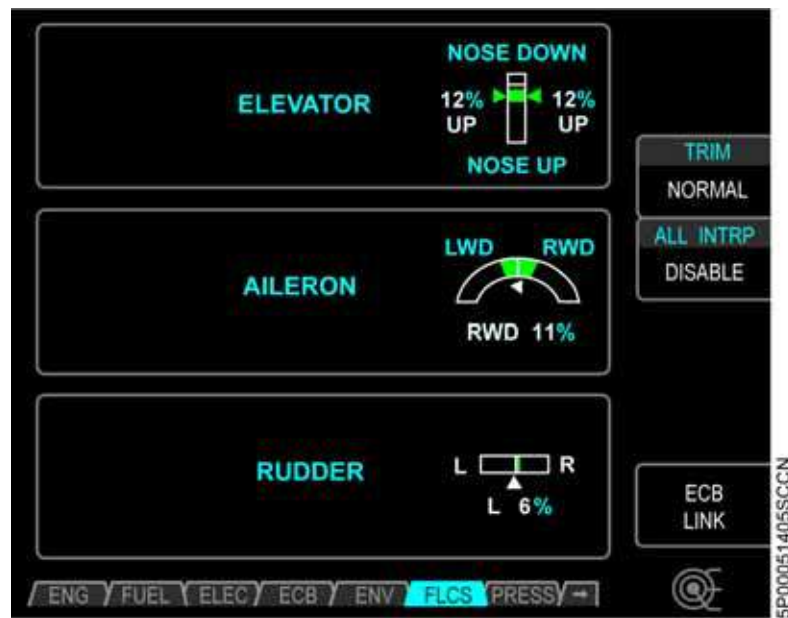 NOSE DOWN
ELEVATOR
12% 12%
UP UP
NOSE UP
TRIM
NORMAL
ALL INTRP
DISABLE
LWD RWD
AILERON
RWD 11%
RUDDER
L R
L 6%
ECB
LINK
ENG FUEL ELEC ECB ENV FLCS PRESS →
5P00051405SCCN